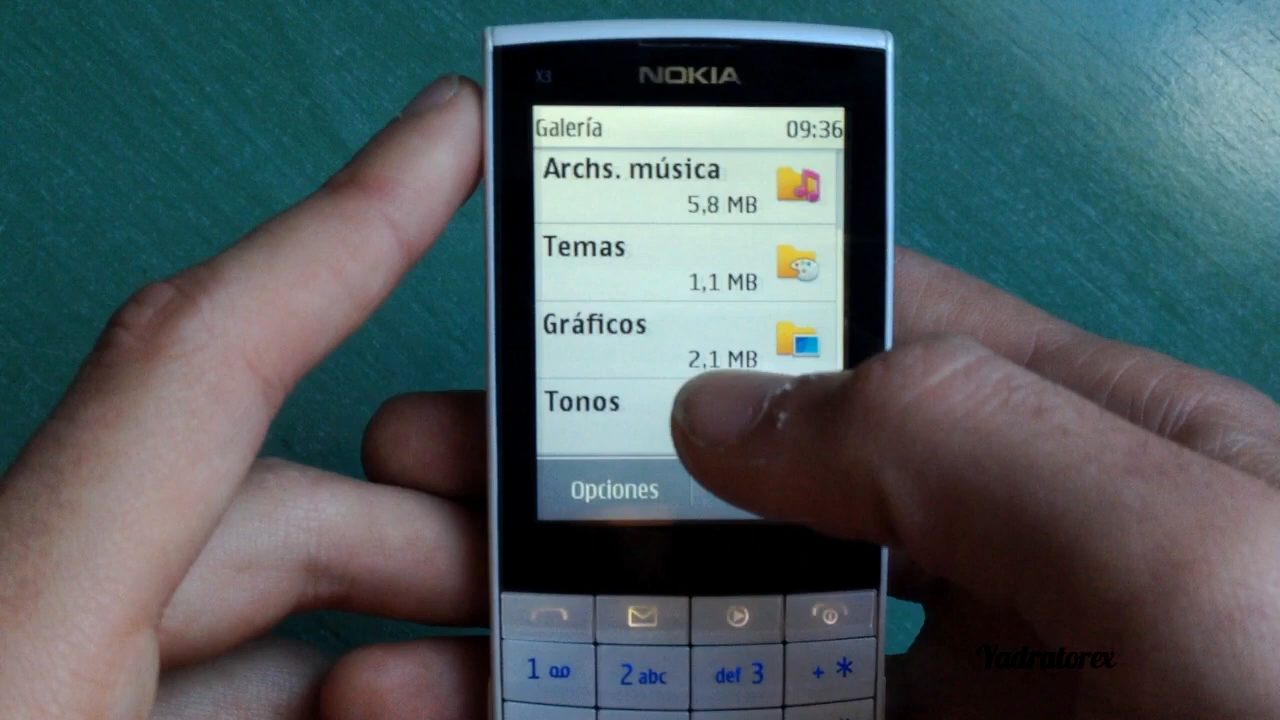 X3
NOKIA
Galería 09:36
Archs. música
5,8 MB
Temas
1,1 MB
Gráficos
2,1 MB
Tonos
Opciones
1 2 abc def 3 + *
Yadratorex